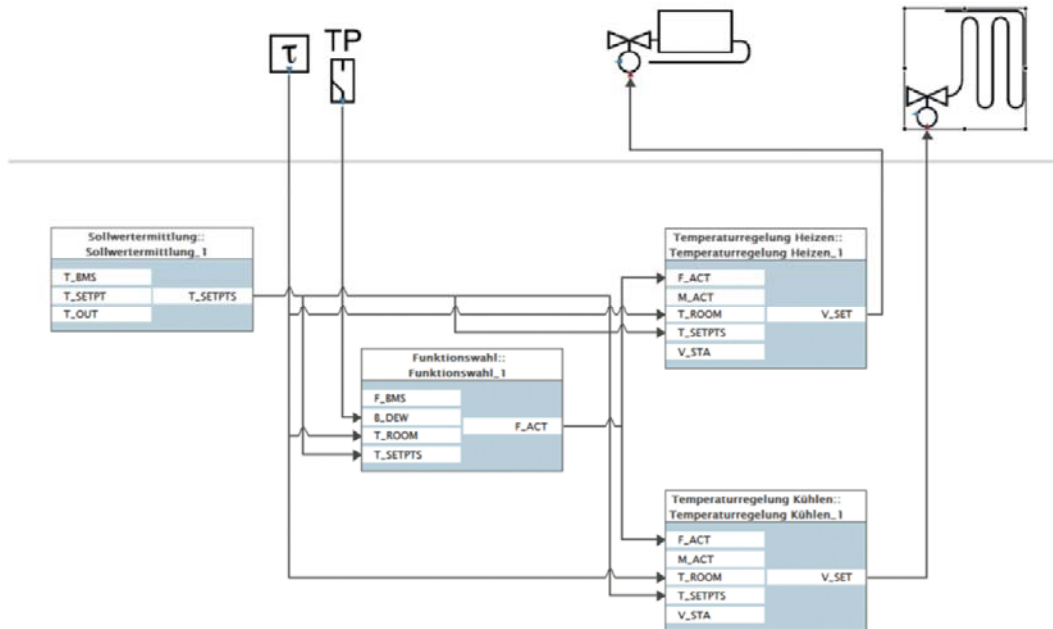 τ
TP
Sollwertermittlung::
Sollwertermittlung_1
T_BMS
T_SETPT
T_SETPTS
T_OUT
Temperaturregelung Heizen::
Temperaturregelung Heizen_1
F_ACT
M_ACT
T_ROOM
V_SET
T_SETPTS
V_STA
Funktionswahl::
Funktionswahl_1
F_BMS
B_DEW
F_ACT
T_ROOM
T_SETPTS
Temperaturregelung Kühlen::
Temperaturregelung Kühlen_1
F_ACT
M_ACT
T_ROOM
V_SET
T_SETPTS
V_STA